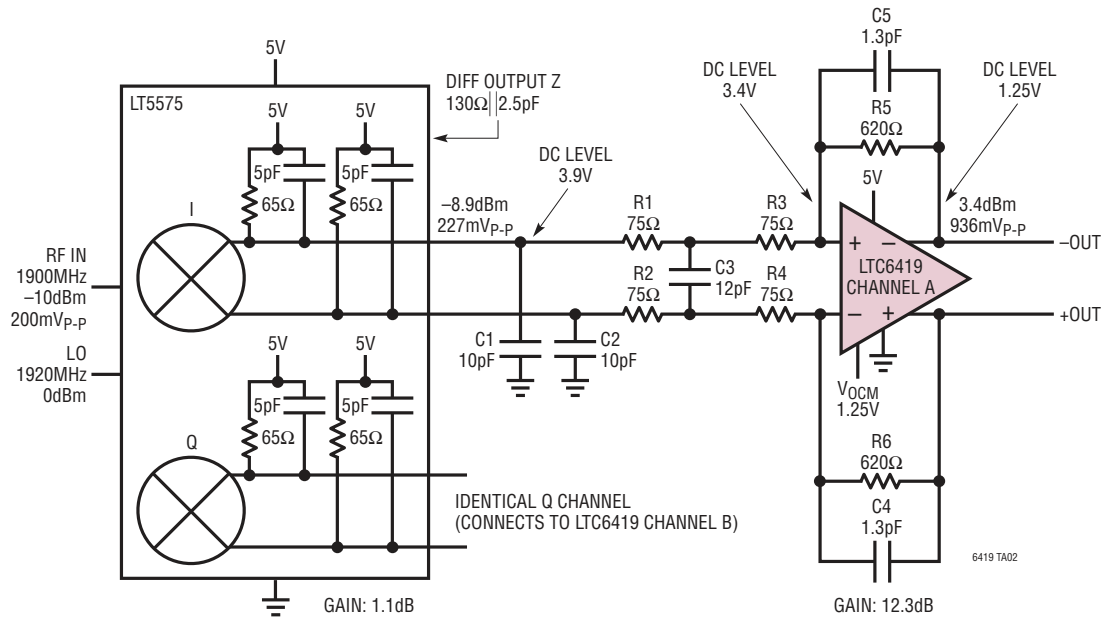 C5
1.3pF
5V
DC LEVEL
3.4V
DC LEVEL
1.25V
LT5575
DIFF OUTPUT Z
130Ω||2.5pF
R5
620Ω
5V
5V
5pF
5pF
65Ω
65Ω
DC LEVEL
3.9V
5V
I
–8.9dBm
227mVP-P
R1
75Ω
R3
75Ω
3.4dBm
936mVP-P
+ –
–OUT
RF IN
1900MHz
–10dBm
200mVP-P
R2
75Ω
C3
12pF
R4
75Ω
LTC6419
CHANNEL A
– +
+OUT
LO
1920MHz
0dBm
5V
5V
C1
10pF
C2
10pF
VOCM
1.25V
5pF
5pF
65Ω
65Ω
Q
R6
620Ω
IDENTICAL Q CHANNEL
(CONNECTS TO LTC6419 CHANNEL B)
C4
1.3pF
6419 TA02
GAIN: 1.1dB
GAIN: 12.3dB